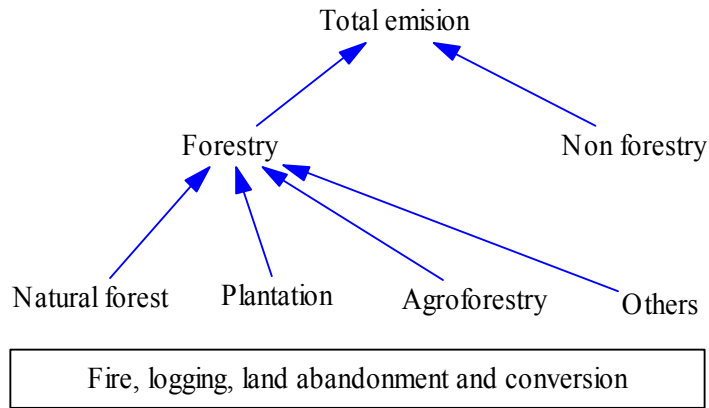 Total emision
Forestry
Non forestry
Natural forest
Plantation
Agroforestry
Others
Fire, logging, land abandonment and conversion